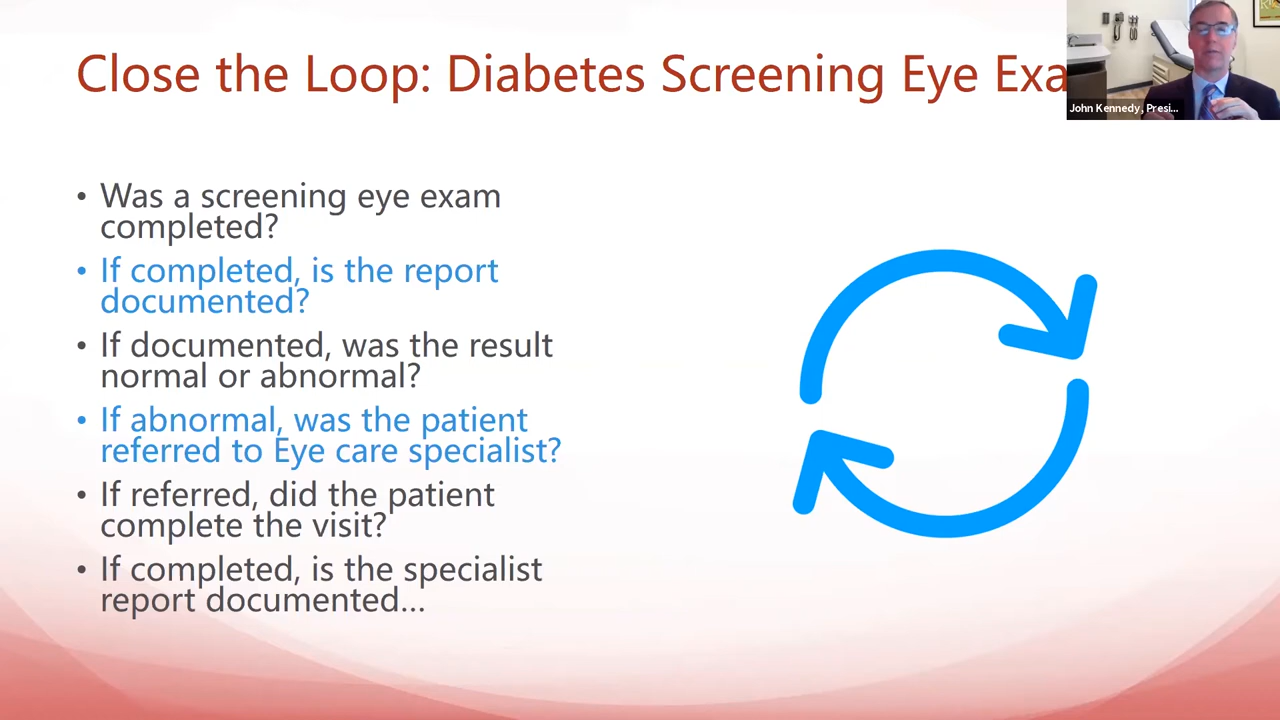 Close the Loop: Diabetes Screening Eye Exa
John Kennedy, Presi...
• Was a screening eye exam
completed?
• If completed, is the report
documented?
• If documented, was the result
normal or abnormal?
• If abnormal, was the patient
referred to Eye care specialist?
• If referred, did the patient
complete the visit?
• If completed, is the specialist
report documented…